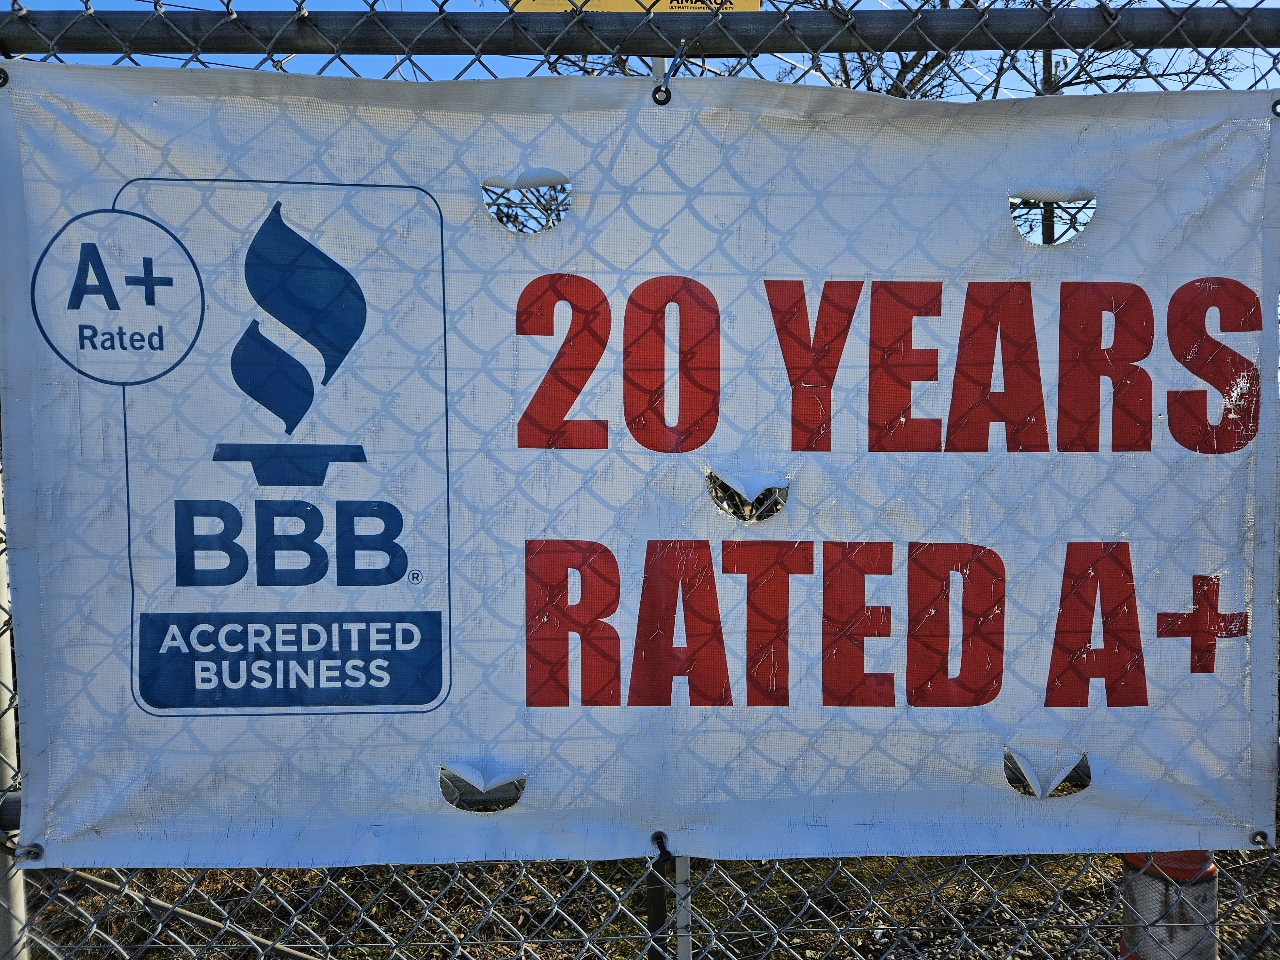 A+
Rated
BBB®
ACCREDITED
BUSINESS
20 YEARS
RATED A+